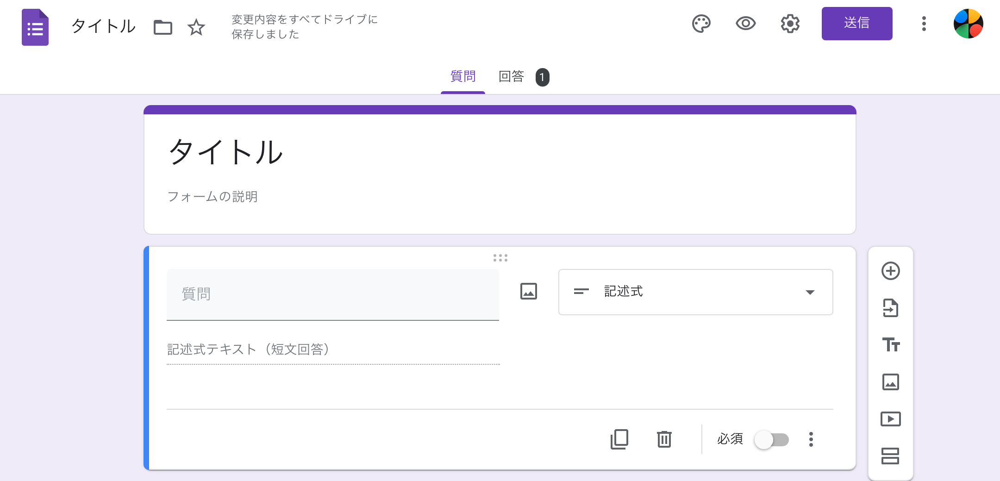 タイトル
変更内容をすべてドライブに
保存しました
送信
質問
回答 1
タイトル
フォームの説明
質問
記述式
記述式テキスト（短文回答）
必須